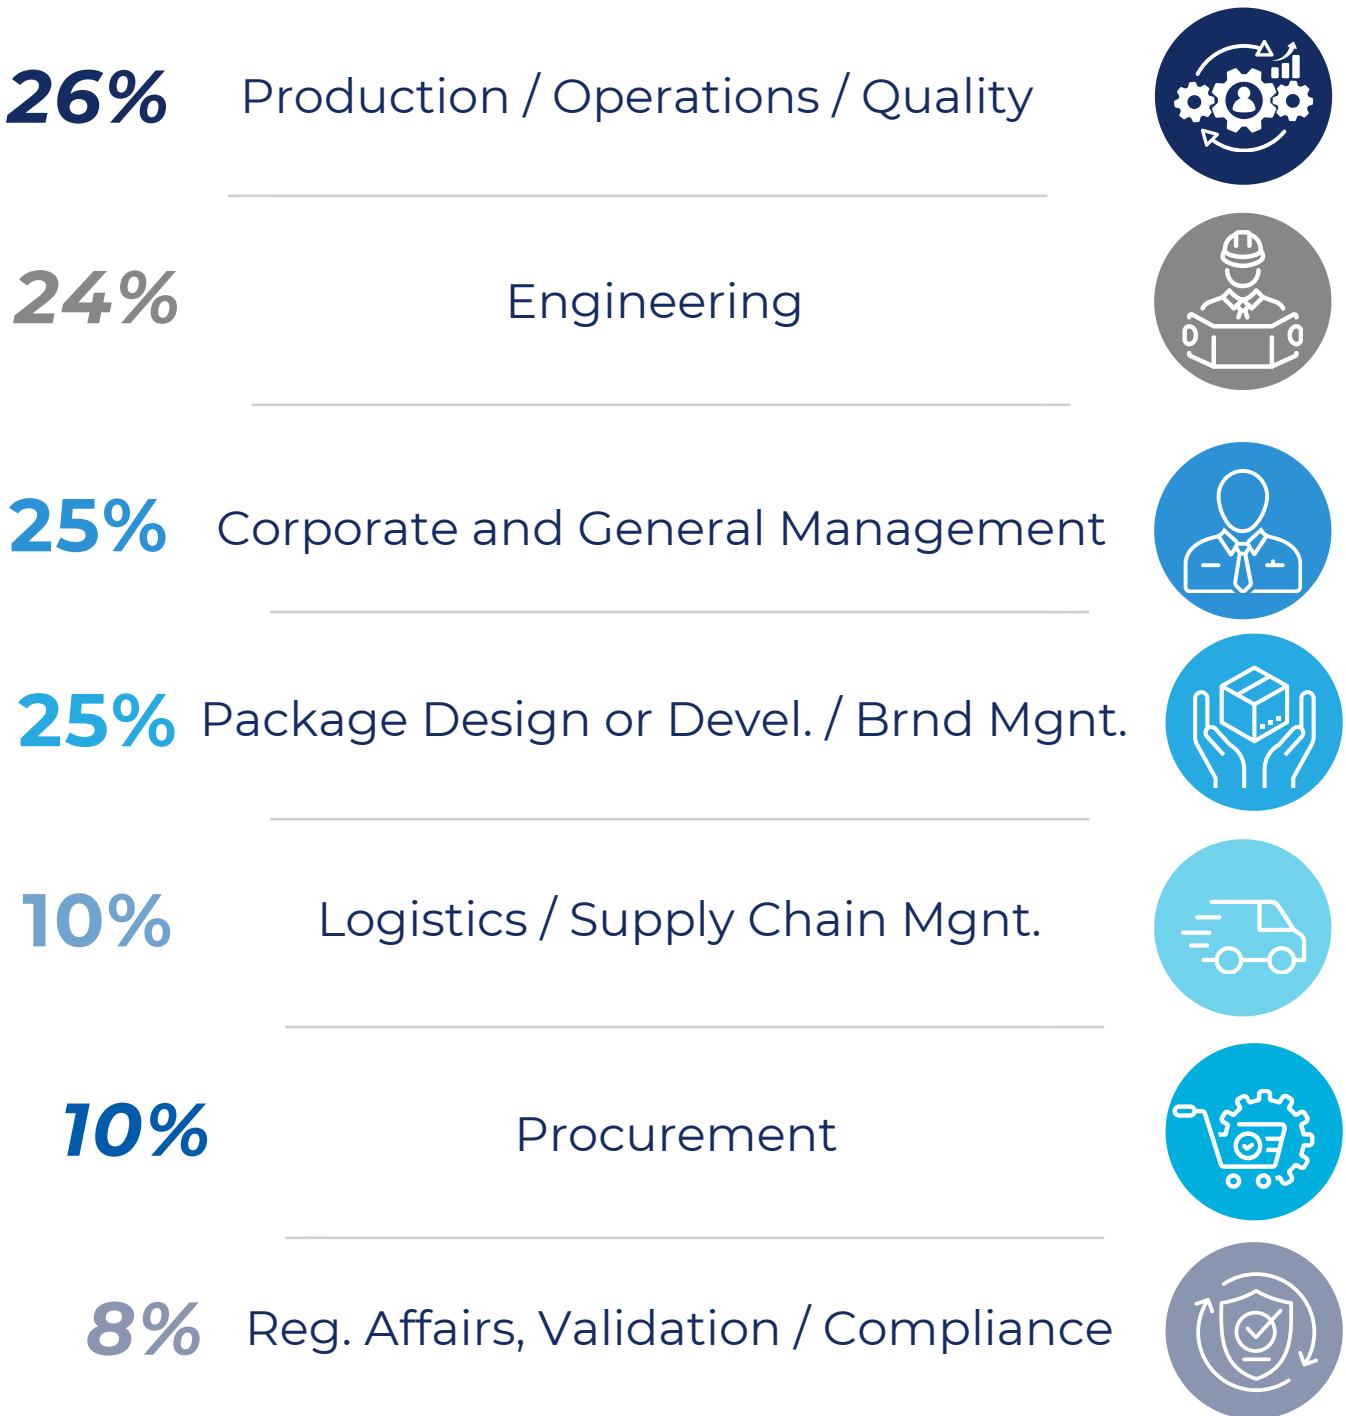 26% Production / Operations / Quality
24% Engineering
25% Corporate and General Management
25% Package Design or Devel. / Brnd Mgnt.
10% Logistics / Supply Chain Mgnt.
10% Procurement
8% Reg. Affairs, Validation / Compliance